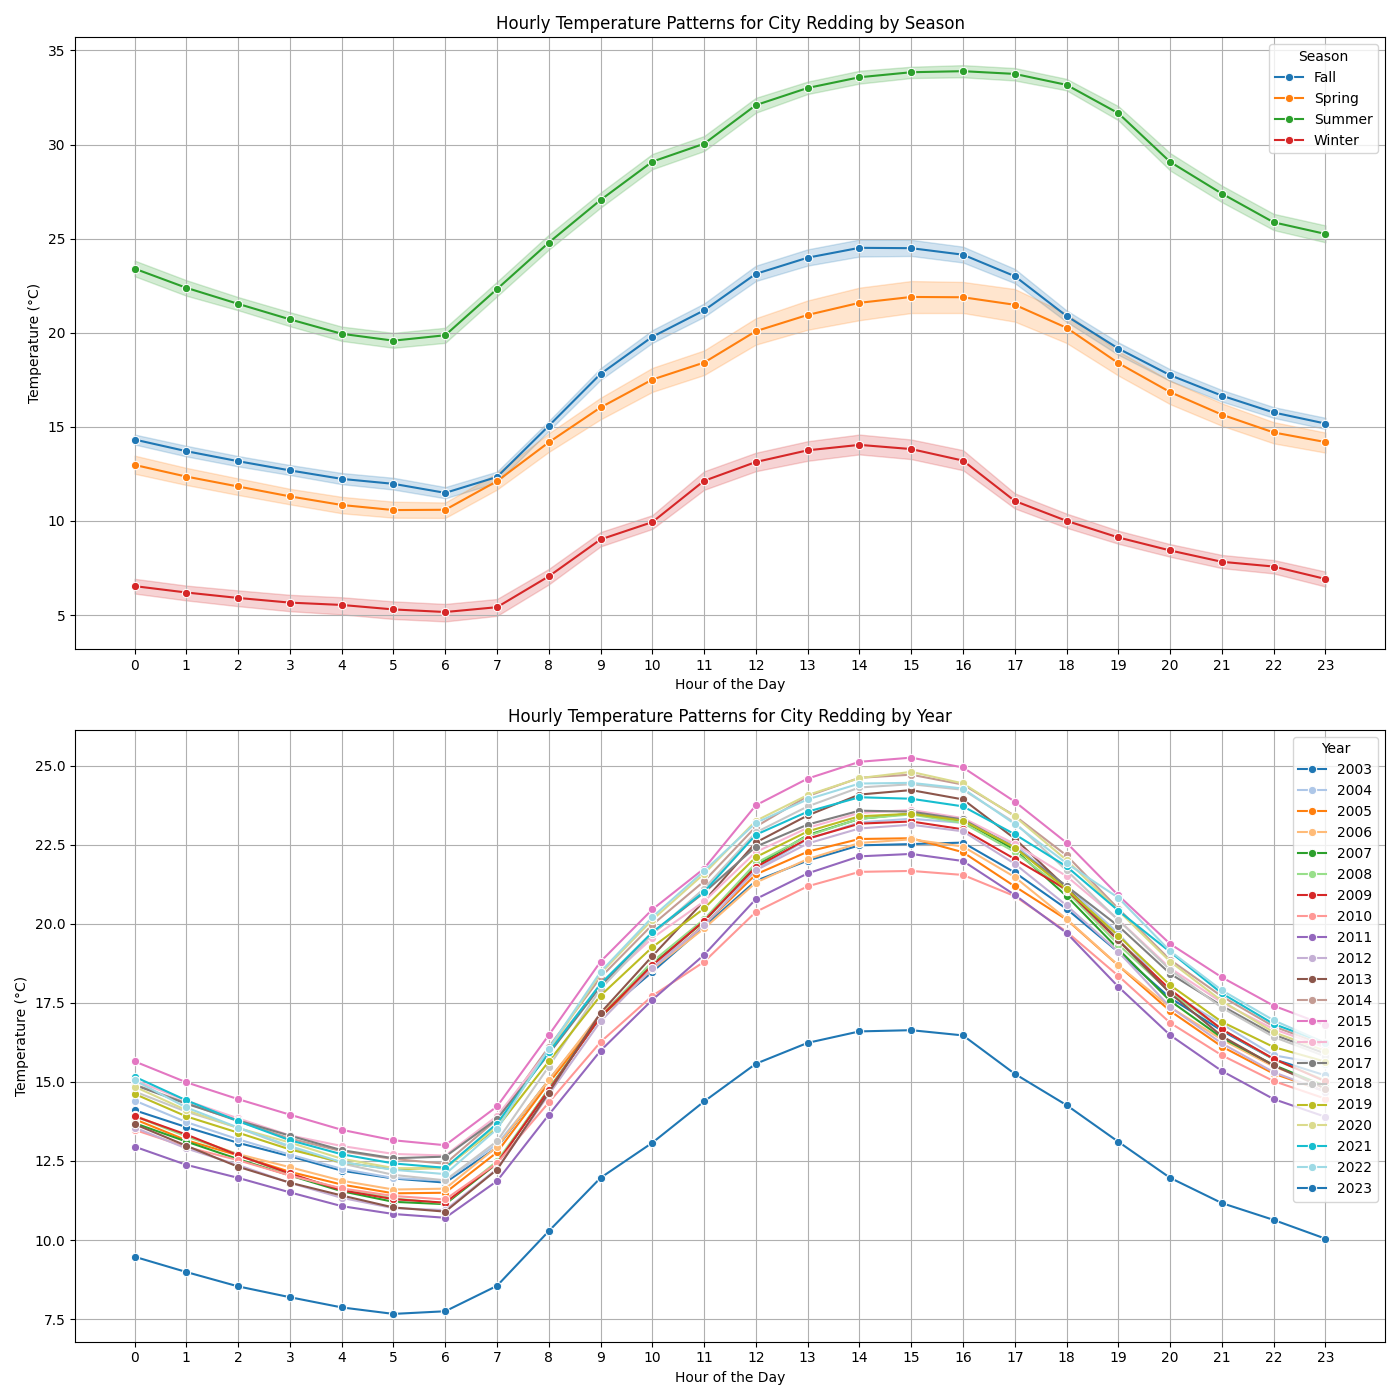 Hourly Temperature Patterns for City Redding by Season
Temperature (°C)
35
30
25
20
15
10
5
Season
Fall
Spring
Summer
Winter
0 1 2 3 4 5 6 7 8 9 10 11 12 13 14 15 16 17 18 19 20 21 22 23
Hour of the Day
Hourly Temperature Patterns for City Redding by Year
Temperature (°C)
25.0
22.5
20.0
17.5
15.0
12.5
10.0
7.5
Year
2003
2004
2005
2006
2007
2008
2009
2010
2011
2012
2013
2014
2015
2016
2017
2018
2019
2020
2021
2022
2023
0 1 2 3 4 5 6 7 8 9 10 11 12 13 14 15 16 17 18 19 20 21 22 23
Hour of the Day